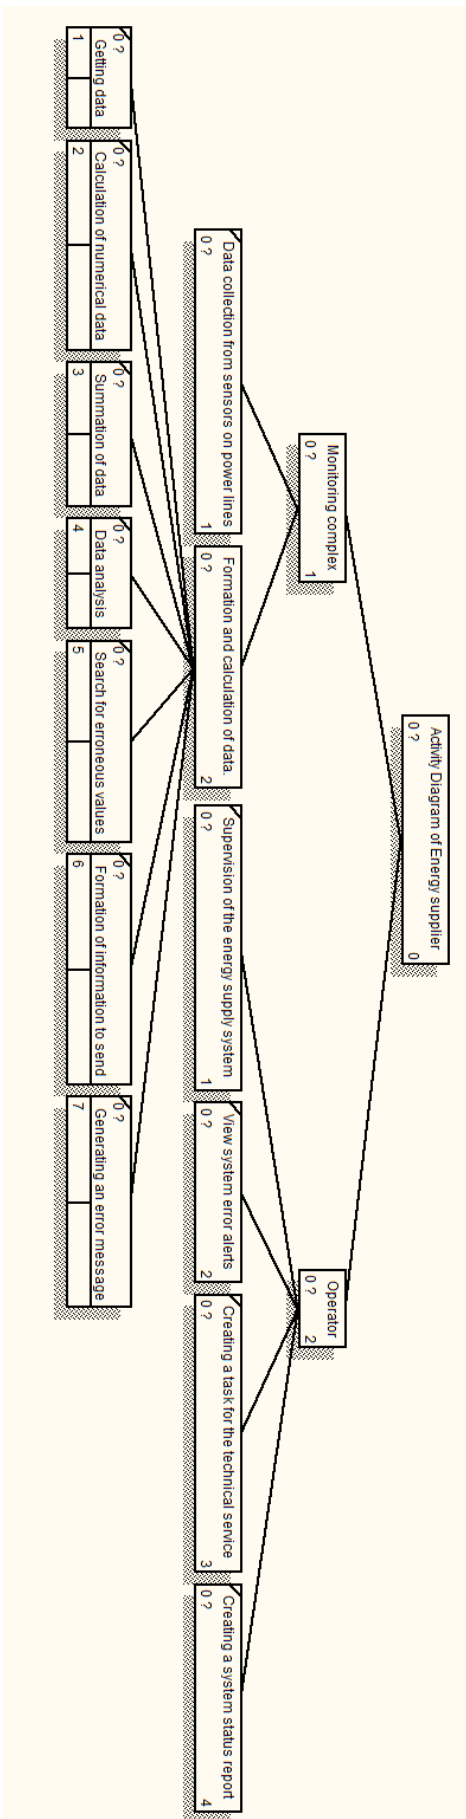 Activity Diagram of Energy supplier
0 ?
0
Monitoring complex
0 ?
1
Operator
0 ?
2
Data collection from sensors on power lines
0 ?
1
Formation and calculation of data.
0 ?
2
Supervision of the energy supply system
0 ?
1
View system error alerts
0 ?
2
Creating a task for the technical service
0 ?
3
Creating a system status report
0 ?
4
0 ?
Getting data
1
0 ?
Calculation of numerical data
2
0 ?
Summation of data
3
0 ?
Data analysis
4
0 ?
Search for erroneous values
5
0 ?
Formation of information to send
6
0 ?
Generating an error message
7